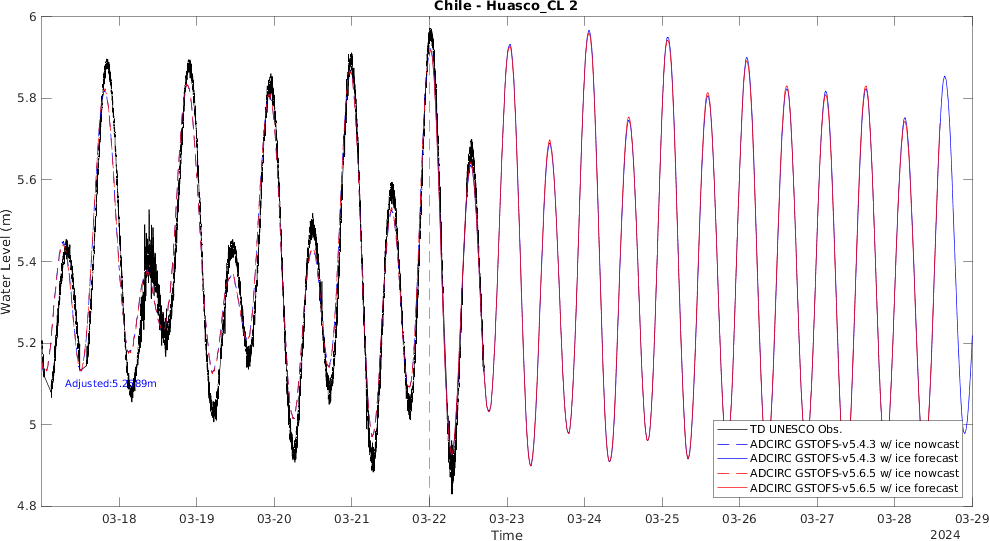 Chile - Huasco_CL 2
6
5.8
5.6
5.4
5.2
5
4.8
Water Level (m)
03-18
03-19
03-20
03-21
03-22
03-23
03-24
03-25
03-26
03-27
03-28
03-29
Time
2024
TD UNESCO Obs.
ADCIRC GSTOFS-v5.4.3 w/ ice nowcast
ADCIRC GSTOFS-v5.4.3 w/ ice forecast
ADCIRC GSTOFS-v5.6.5 w/ ice nowcast
ADCIRC GSTOFS-v5.6.5 w/ ice forecast